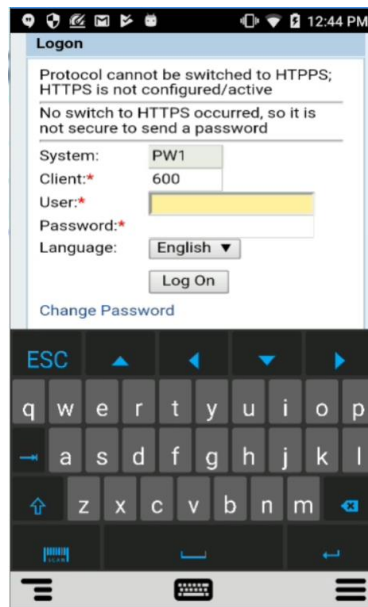 12:44 PM
Logon
Protocol cannot be switched to HTPPS;
HTTPS is not configured/active
No switch to HTTPS occurred, so it is
not secure to send a password
System: PW1
Client:* 600
User:*
Password:*
Language: English ▼
Log On
Change Password
ESC
q w e r t y u i o p
a s d f g h j k l
z x c v b n m
SCAN